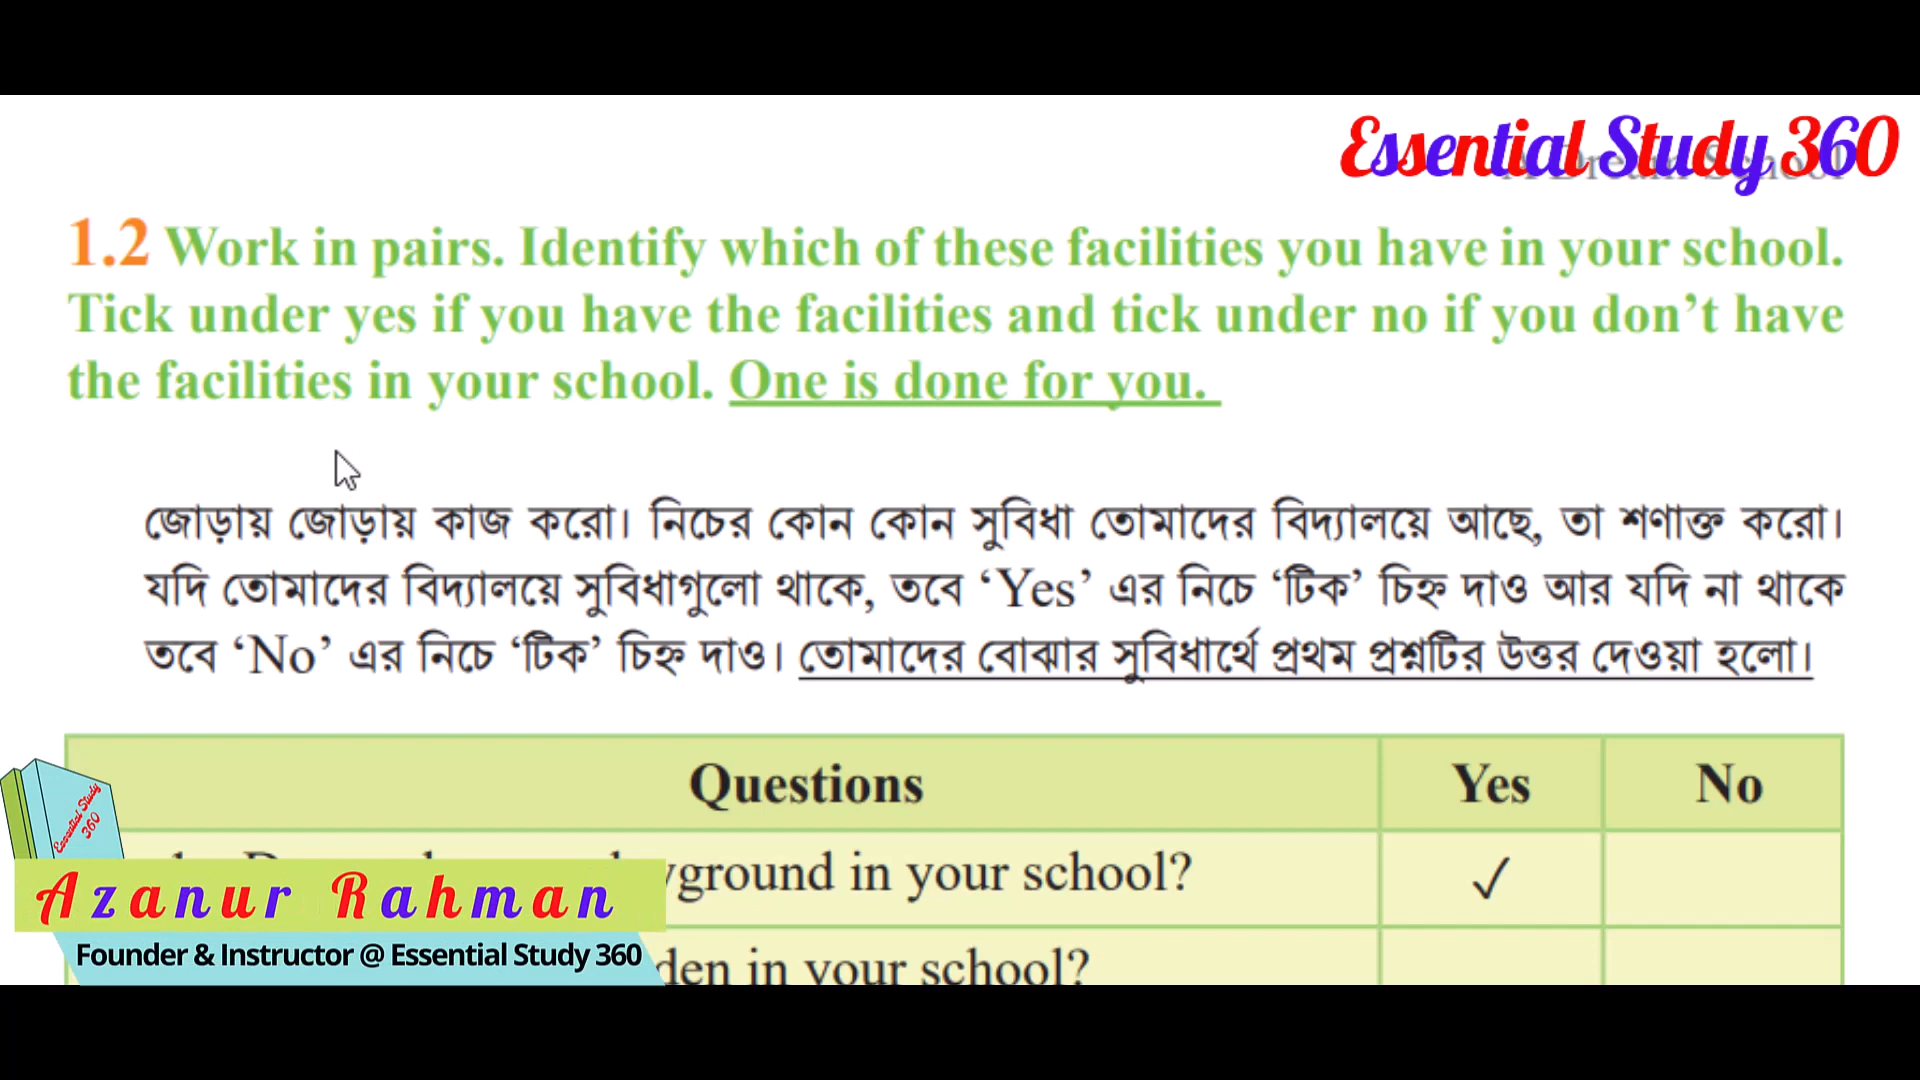 Essential Study 360
School
1.2 Work in pairs. Identify which of these facilities you have in your school.
Tick under yes if you have the facilities and tick under no if you don’t have
the facilities in your school. One is done for you.
জোড়ায় জোড়ায় কাজ করো। নিচের কোন কোন সুবিধা তোমাদের বিদ্যালয়ে আছে, তা শণাক্ত করো।
যদি তোমাদের বিদ্যালয়ে সুবিধাগুলো থাকে, তবে ‘Yes’ এর নিচে ‘টিক’ চিহ্ন দাও আর যদি না থাকে
তবে ‘No’ এর নিচে ‘টিক’ চিহ্ন দাও। তোমাদের বোঝার সুবিধার্থে প্রথম প্রশ্নটির উত্তর দেওয়া হলো।
Questions Yes No
in your school? ✓
Essential Study
360
Azanur Rahman
Founder & Instructor @ Essential Study 360
in your school?